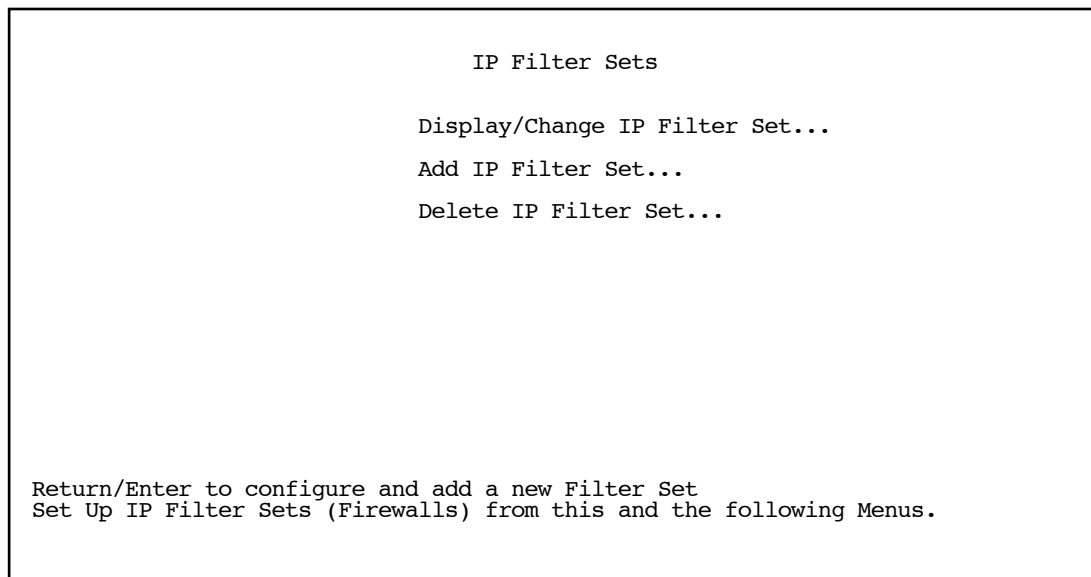 IP Filter Sets
Display/Change IP Filter Set...
Add IP Filter Set...
Delete IP Filter Set...
Return/Enter to configure and add a new Filter Set
Set Up IP Filter Sets (Firewalls) from this and the following Menus.